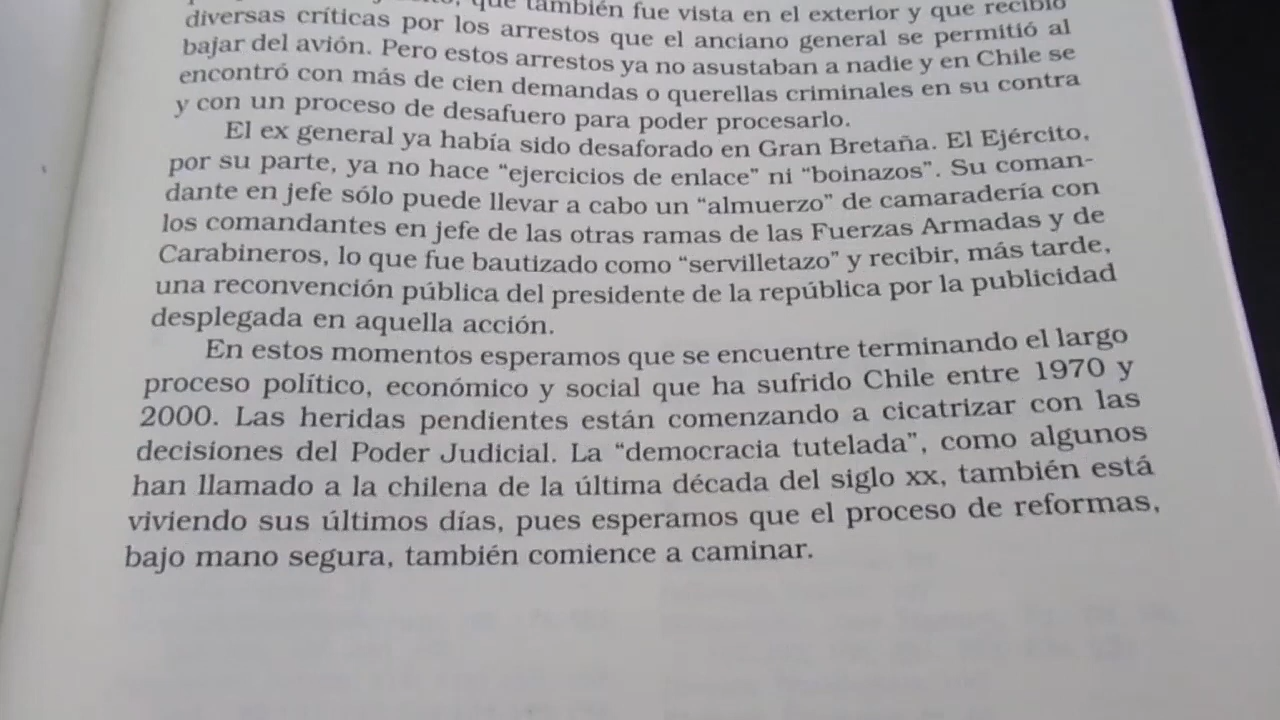 que también fue vista en el exterior y que recibió
diversas críticas por los arrestos que el anciano general se permitió al
bajar del avión. Pero estos arrestos ya no asustaban a nadie y en Chile se
encontró con más de cien demandas o querellas criminales en su contra
y con un proceso de desafuero para poder procesarlo.
El ex general ya había sido desaforado en Gran Bretaña. El Ejército,
por su parte, ya no hace “ejercicios de enlace” ni “boinazos”. Su coman-
dante en jefe sólo puede llevar a cabo un “almuerzo” de camaradería con
los comandantes en jefe de las otras ramas de las Fuerzas Armadas y de
Carabineros, lo que fue bautizado como “servilletazo” y recibir, más tarde,
una reconvención pública del presidente de la república por la publicidad
desplegada en aquella acción.
En estos momentos esperamos que se encuentre terminando el largo
proceso político, económico y social que ha sufrido Chile entre 1970 y
2000. Las heridas pendientes están comenzando a cicatrizar con las
decisiones del Poder Judicial. La “democracia tutelada”, como algunos
han llamado a la chilena de la última década del siglo xx, también está
viviendo sus últimos días, pues esperamos que el proceso de reformas,
bajo mano segura, también comience a caminar.